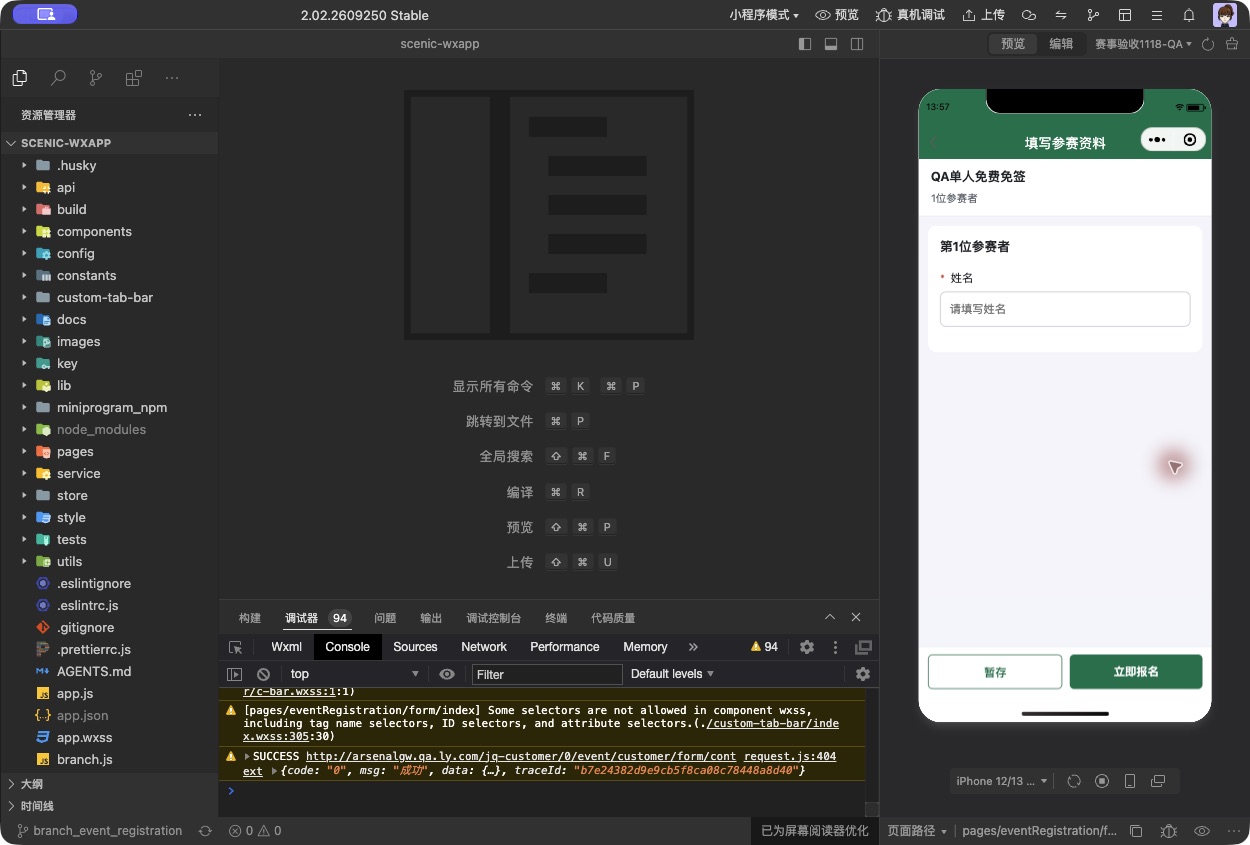 2.02.2609250 Stable
小程序模式
预览
真机调试
上传
scenic-wxapp
预览
编辑
赛事验收1118-QA
资源管理器
SCENIC-WXAPP
.husky
api
build
components
config
constants
custom-tab-bar
docs
images
key
lib
miniprogram_npm
node_modules
pages
service
store
style
tests
utils
.eslintignore
.eslintrc.js
.gitignore
.prettierrc.js
AGENTS.md
app.js
app.json
app.wxss
branch.js
大纲
时间线
branch_event_registration
0
0
显示所有命令 ⌘ K ⌘ P
跳转到文件 ⌘ P
全局搜索 ⇧ ⌘ F
编译 ⌘ R
预览 ⇧ ⌘ P
上传 ⇧ ⌘ U
构建
调试器 94
问题
输出
调试控制台
终端
代码质量
Wxml
Console
Sources
Network
Performance
Memory
94
top
Filter
Default levels
r/c-bar.wxss:1:1)
[pages/eventRegistration/form/index] Some selectors are not allowed in component wxss,
including tag name selectors, ID selectors, and attribute selectors.(./custom-tab-bar/inde
x.wxss:305:30)
SUCCESS http://arsenalgw.qa.ly.com/jq-customer/0/event/customer/form/cont request.js:404
ext {code: "0", msg: "成功", data: {…}, traceId: "b7e24382d9e9cb5f8ca08c78448a8d40"}
已为屏幕阅读器优化
13:57
填写参赛资料
QA单人免费免签
1位参赛者
第1位参赛者
* 姓名
请填写姓名
暂存
立即报名
iPhone 12/13 ...
页面路径
pages/eventRegistration/f...